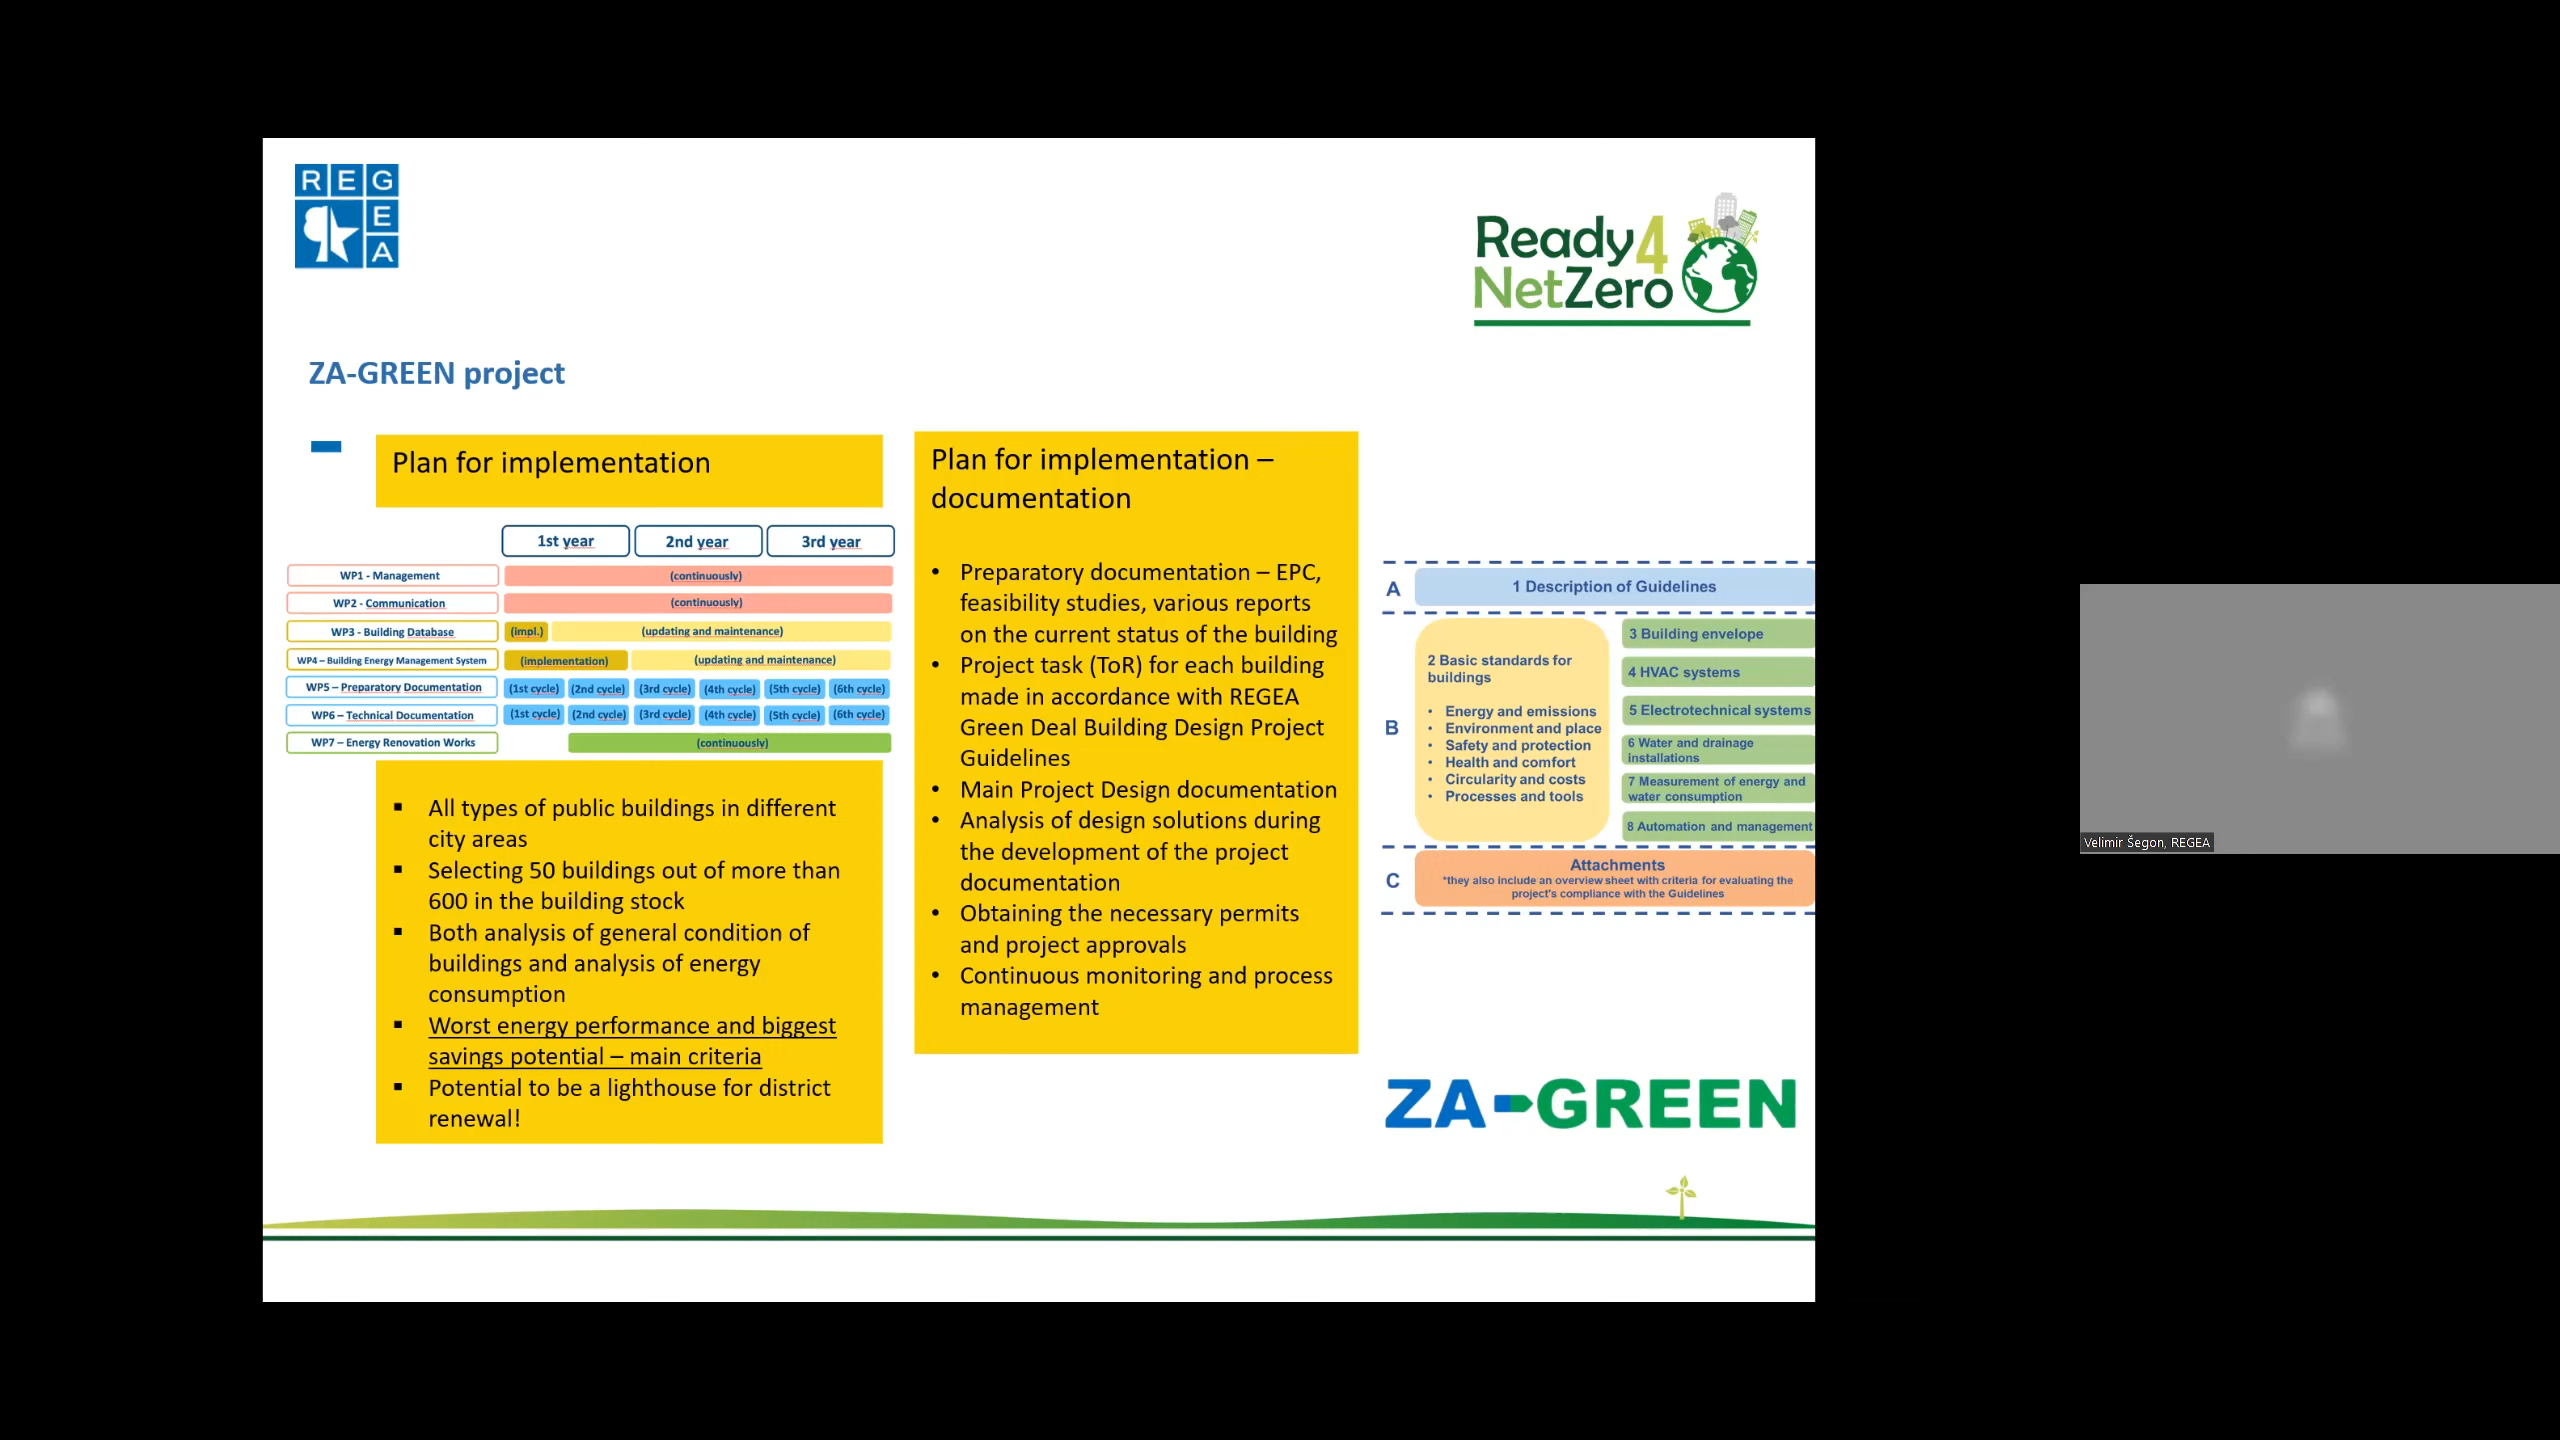 R E G
E
A
Ready4
NetZero
ZA-GREEN project
Plan for implementation
1st year 2nd year 3rd year
WP1 - Management (continuously)
WP2 - Communication (continuously)
WP3 - Building Database (impl.) (updating and maintenance)
WP4 – Building Energy Management System (implementation) (updating and maintenance)
WP5 – Preparatory Documentation (1st cycle) (2nd cycle) (3rd cycle) (4th cycle) (5th cycle) (6th cycle)
WP6 – Technical Documentation (1st cycle) (2nd cycle) (3rd cycle) (4th cycle) (5th cycle) (6th cycle)
WP7 – Energy Renovation Works (continuously)
▪ All types of public buildings in different
city areas
▪ Selecting 50 buildings out of more than
600 in the building stock
▪ Both analysis of general condition of
buildings and analysis of energy
consumption
▪ Worst energy performance and biggest
savings potential – main criteria
▪ Potential to be a lighthouse for district
renewal!
Plan for implementation –
documentation
• Preparatory documentation – EPC,
feasibility studies, various reports
on the current status of the building
• Project task (ToR) for each building
made in accordance with REGEA
Green Deal Building Design Project
Guidelines
• Main Project Design documentation
• Analysis of design solutions during
the development of the project
documentation
• Obtaining the necessary permits
and project approvals
• Continuous monitoring and process
management
A 1 Description of Guidelines
B
2 Basic standards for
buildings
• Energy and emissions
• Environment and place
• Safety and protection
• Health and comfort
• Circularity and costs
• Processes and tools
3 Building envelope
4 HVAC systems
5 Electrotechnical systems
6 Water and drainage
installations
7 Measurement of energy and
water consumption
8 Automation and management
C Attachments
*they also include an overview sheet with criteria for evaluating the
project's compliance with the Guidelines
ZA-GREEN
Velimir Šegon, REGEA